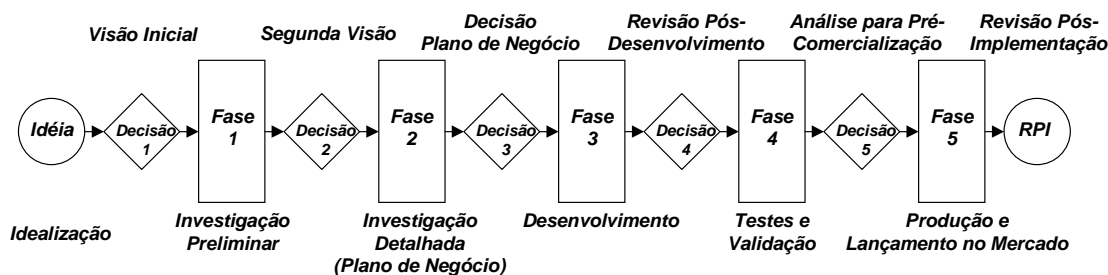 Visão Inicial
Segunda Visão
Decisão
Plano de Negócio
Revisão Pós-
Desenvolvimento
Análise para Pré-
Comercialização
Revisão Pós-
Implementação
Idéia
Decisão
1
Fase
1
Decisão
2
Fase
2
Decisão
3
Fase
3
Decisão
4
Fase
4
Decisão
5
Fase
5
RPI
Idealização
Investigação
Preliminar
Investigação
Detalhada
(Plano de Negócio)
Desenvolvimento
Testes e
Validação
Produção e
Lançamento no Mercado